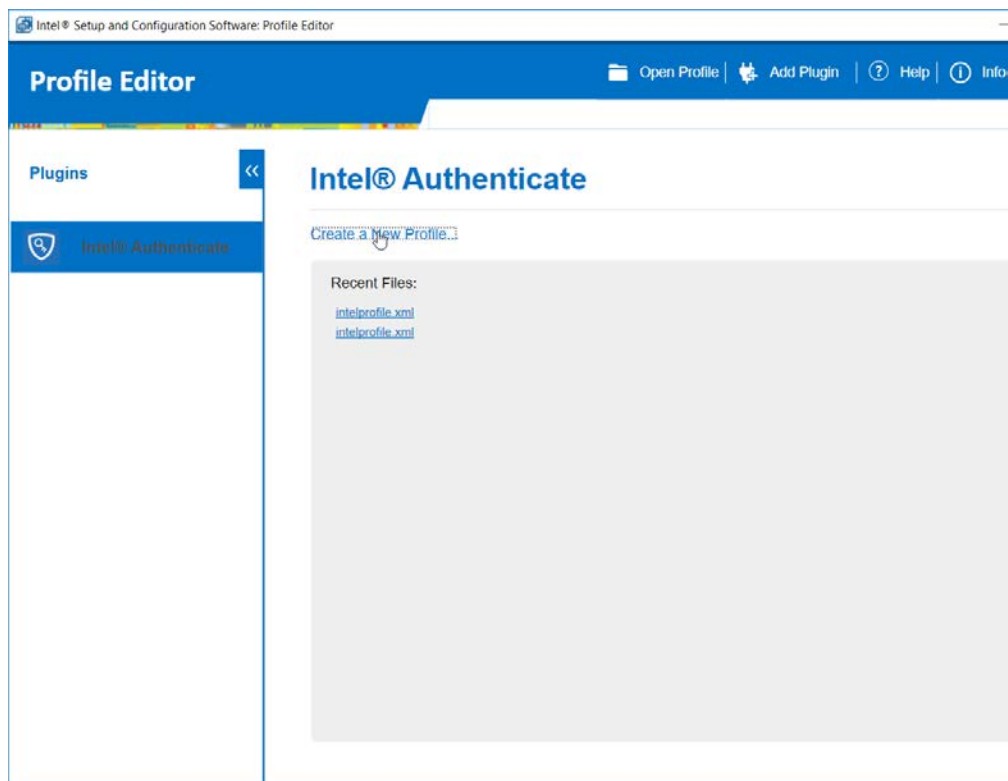 Intel® Setup and Configuration Software: Profile Editor
Profile Editor
Open Profile
Add Plugin
Help
Info
Plugins
Intel® Authenticate
Intel® Authenticate
Create a New Profile...
Recent Files:
intelprofile.xml
intelprofile.xml